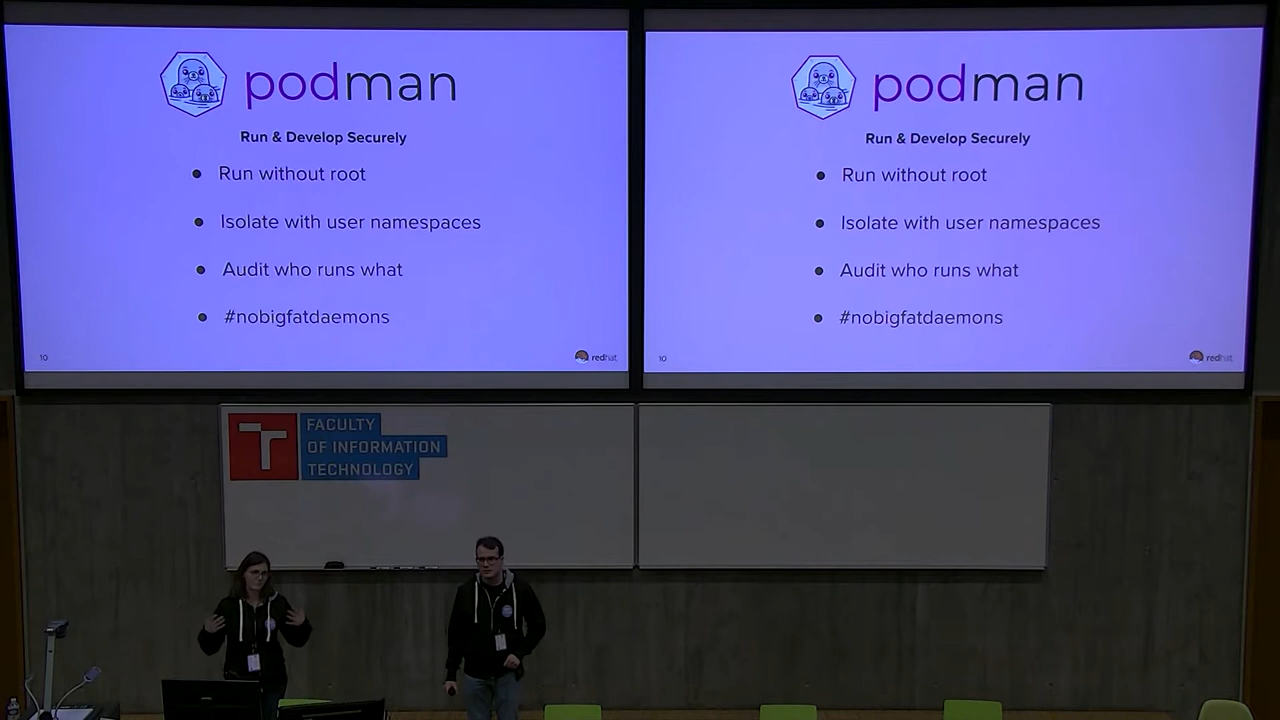 podman
Run & Develop Securely
Run without root
Isolate with user namespaces
Audit who runs what
#nobigfatdaemons
10
redhat
podman
Run & Develop Securely
Run without root
Isolate with user namespaces
Audit who runs what
#nobigfatdaemons
10
redhat
T
FACULTY
OF INFORMATION
TECHNOLOGY